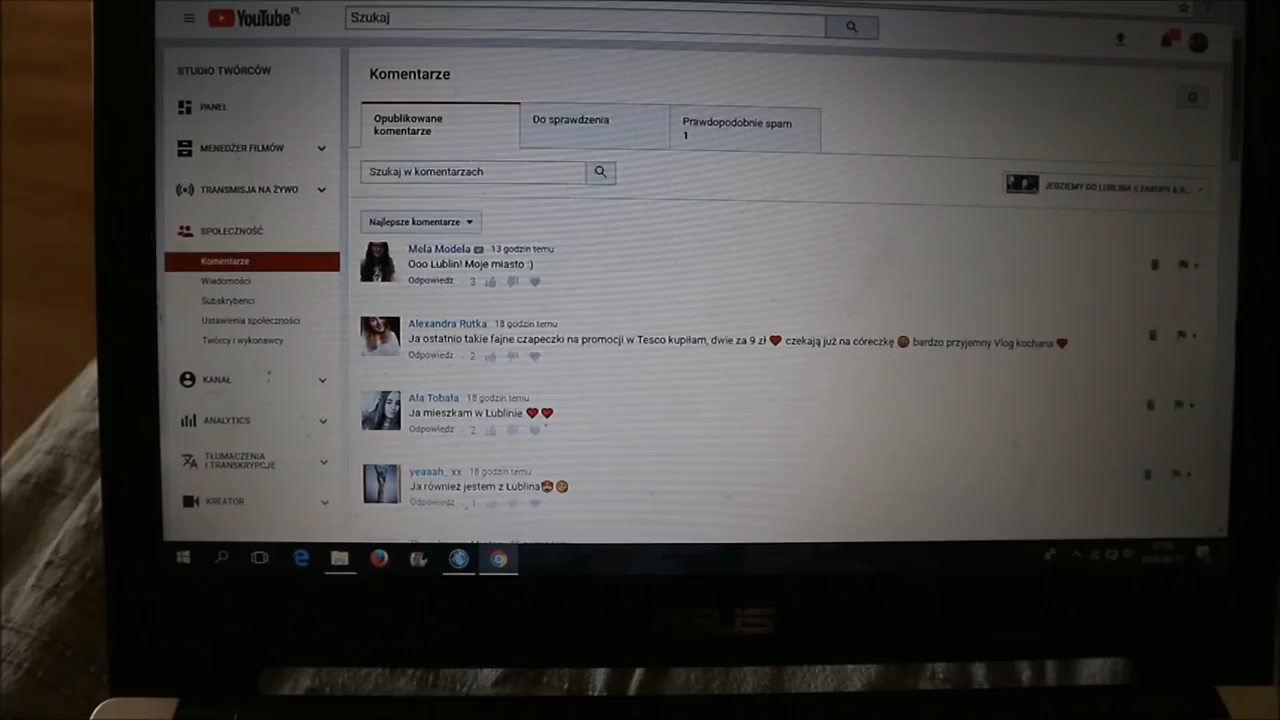 YouTube PL
Szukaj
STUDIO TWÓRCÓW
PANEL
MENEDŻER FILMÓW
TRANSMISJA NA ŻYWO
SPOŁECZNOŚĆ
Komentarze
Wiadomości
Subskrybenci
Ustawienia społeczności
Twórcy i wykonawcy
KANAŁ
ANALYTICS
TŁUMACZENIA
I TRANSKRYPCJE
KREATOR
Komentarze
Opublikowane
komentarze
Do sprawdzenia
Prawdopodobnie spam
1
Szukaj w komentarzach
JEDZIEMY DO LUBLINA
Najlepsze komentarze
Mela Modela 13 godzin temu
Ooo Lublin! Moje miasto :)
Odpowiedz · 3
Alexandra Rutka 18 godzin temu
Ja ostatnio takie fajne czapeczki na promocji w Tesco kupiłam, dwie za 9 zł ❤ czekają już na córeczkę bardzo przyjemny Vlog kochana ❤
Odpowiedz · 2
Ala Tobała 18 godzin temu
Ja mieszkam w Lublinie ❤❤
Odpowiedz · 2
yeaaah_ xx 18 godzin temu
Ja również jestem z Lublina
Odpowiedz · 1
ASUS